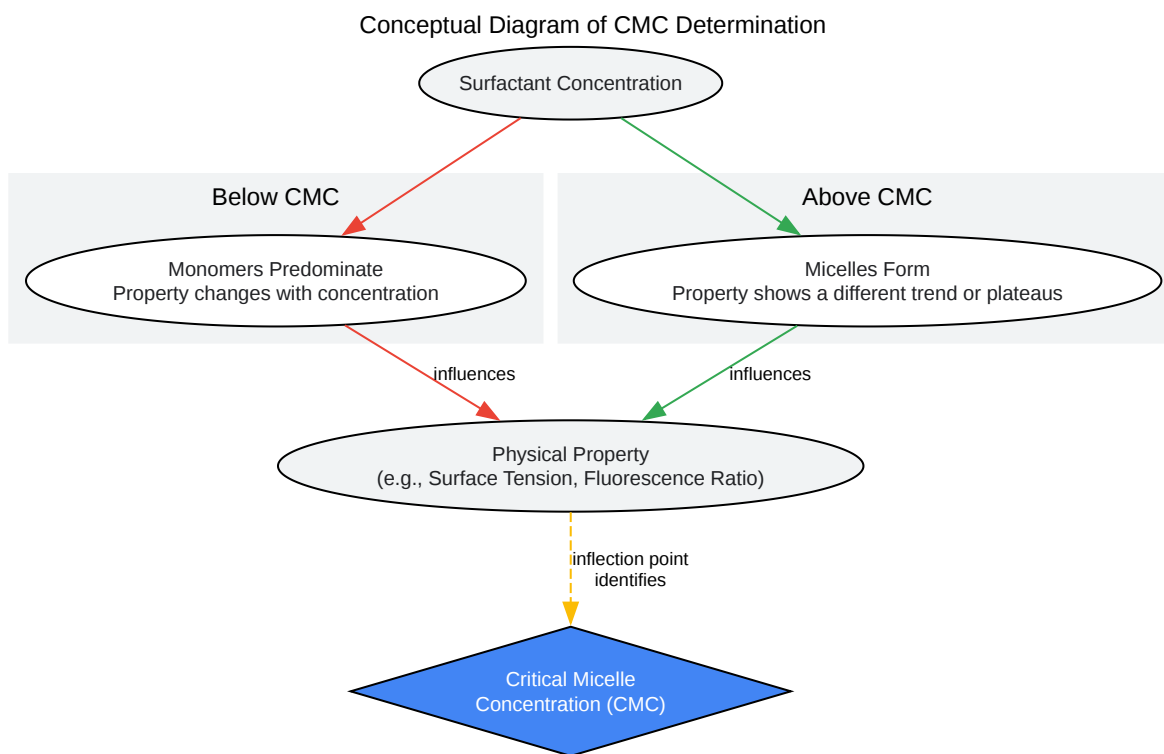 Conceptual Diagram of CMC Determination
Surfactant Concentration
Below CMC
Above CMC
Monomers Predominate
Property changes with concentration
Micelles Form
Property shows a different trend or plateaus
influences
influences
Physical Property
(e.g., Surface Tension, Fluorescence Ratio)
inflection point
identifies
Critical Micelle
Concentration (CMC)